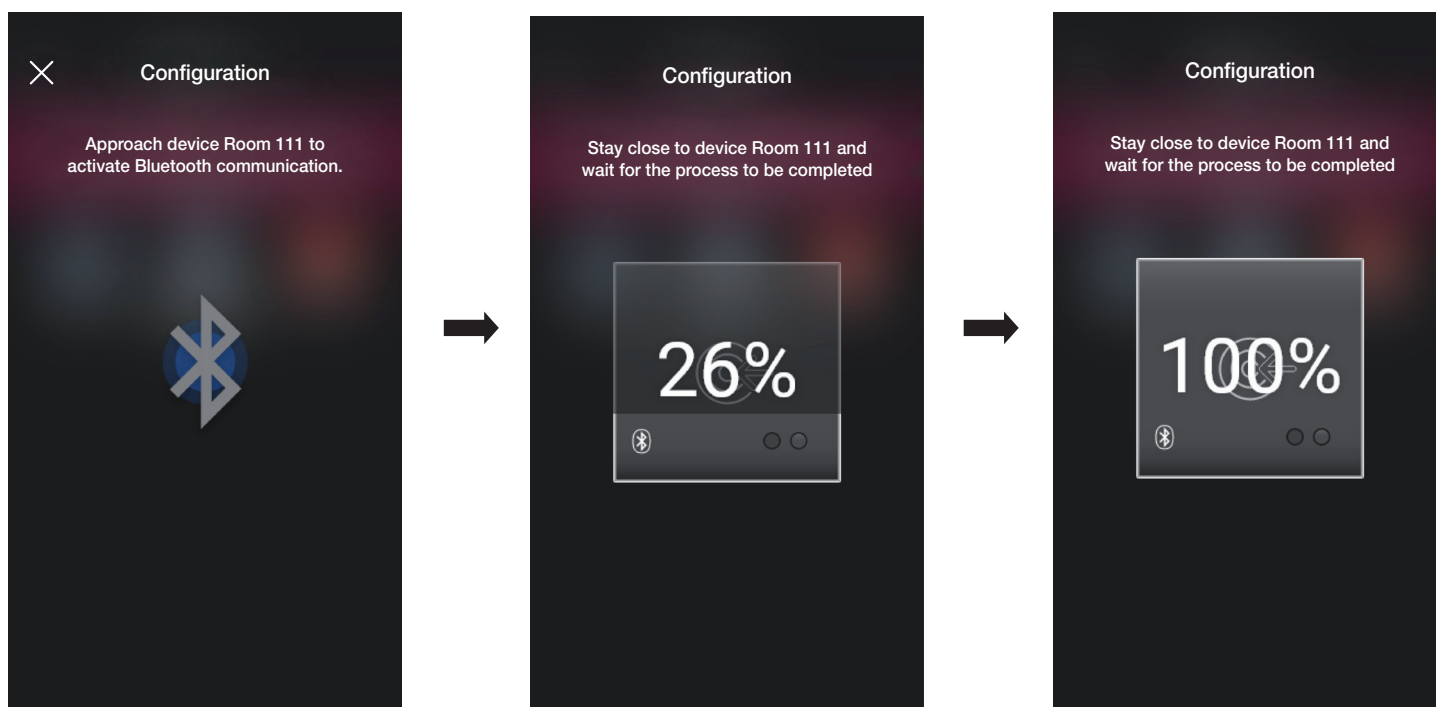 Configuration
Approach device Room 111 to
activate Bluetooth communication.
Configuration
Stay close to device Room 111 and
wait for the process to be completed
26%
Configuration
Stay close to device Room 111 and
wait for the process to be completed
100%